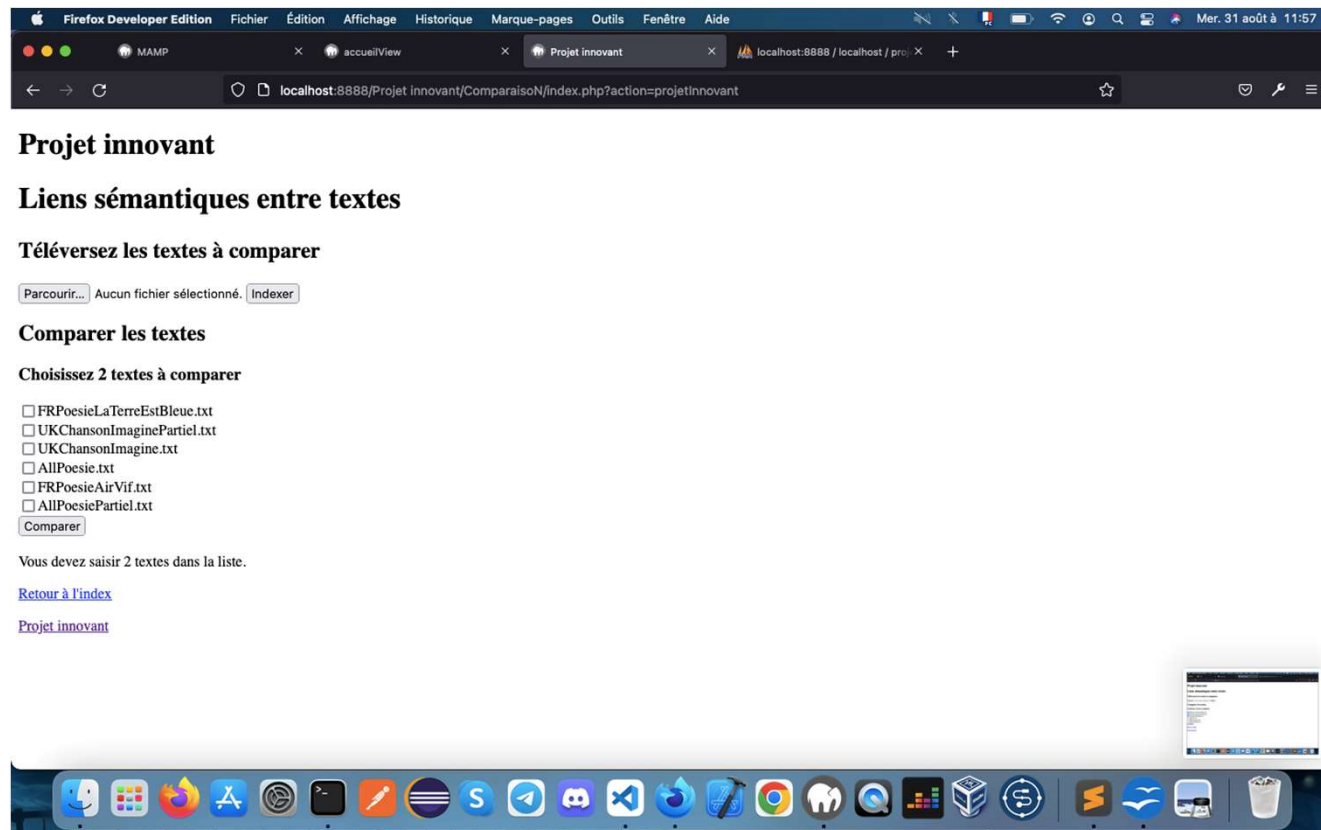 Firefox Developer Edition Fichier Édition Affichage Historique Marque-pages Outils Fenêtre Aide Mer. 31 août à 11:57
MAMP accueilView Projet innovant localhost:8888 / localhost / proj
localhost:8888/Projet innovant/ComparaisoN/index.php?action=projetInnovant
Projet innovant
Liens sémantiques entre textes
Téléversez les textes à comparer
Parcourir... Aucun fichier sélectionné. Indexer
Comparer les textes
Choisissez 2 textes à comparer
FRPoesieLaTerreEstBleue.txt
UKChansonImaginePartiel.txt
UKChansonImagine.txt
AllPoesie.txt
FRPoesieAirVif.txt
AllPoesiePartiel.txt
Comparer
Vous devez saisir 2 textes dans la liste.
Retour à l'index
Projet innovant